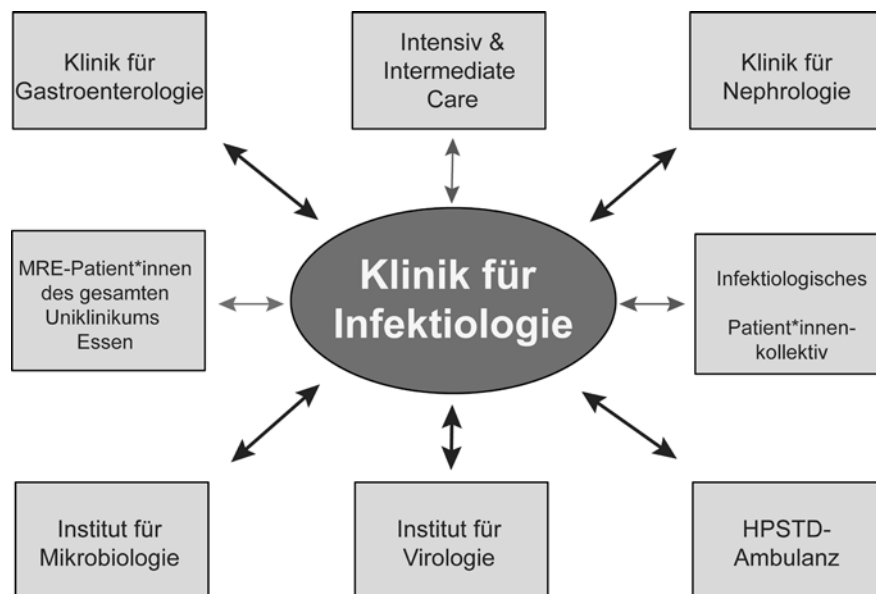 Klinik für
Gastroenterologie
Intensiv &
Intermediate
Care
Klinik für
Nephrologie
MRE-Patient*innen
des gesamten
Uniklinikums
Essen
Klinik für
Infektiologie
Infektiologisches
Patient*innen-
kollektiv
Institut für
Mikrobiologie
Institut für
Virologie
HPSTD-
Ambulanz